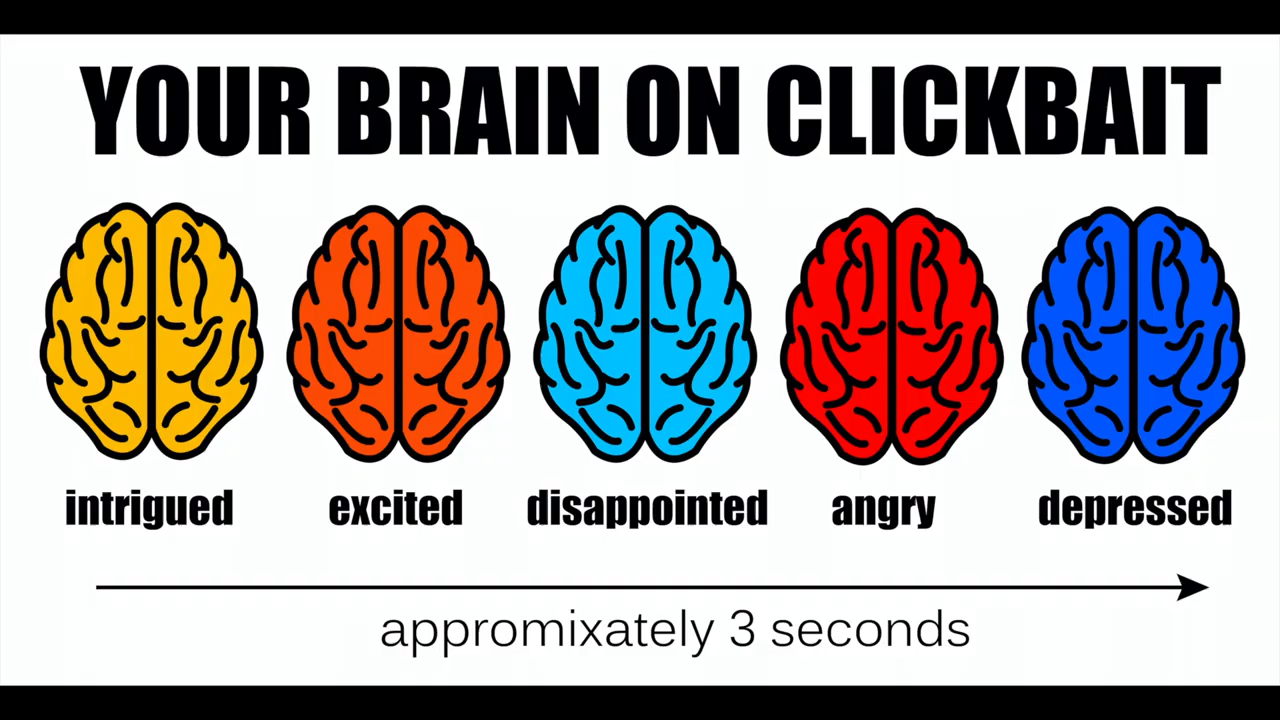 YOUR BRAIN ON CLICKBAIT
intrigued excited disappointed angry depressed
appromixately 3 seconds